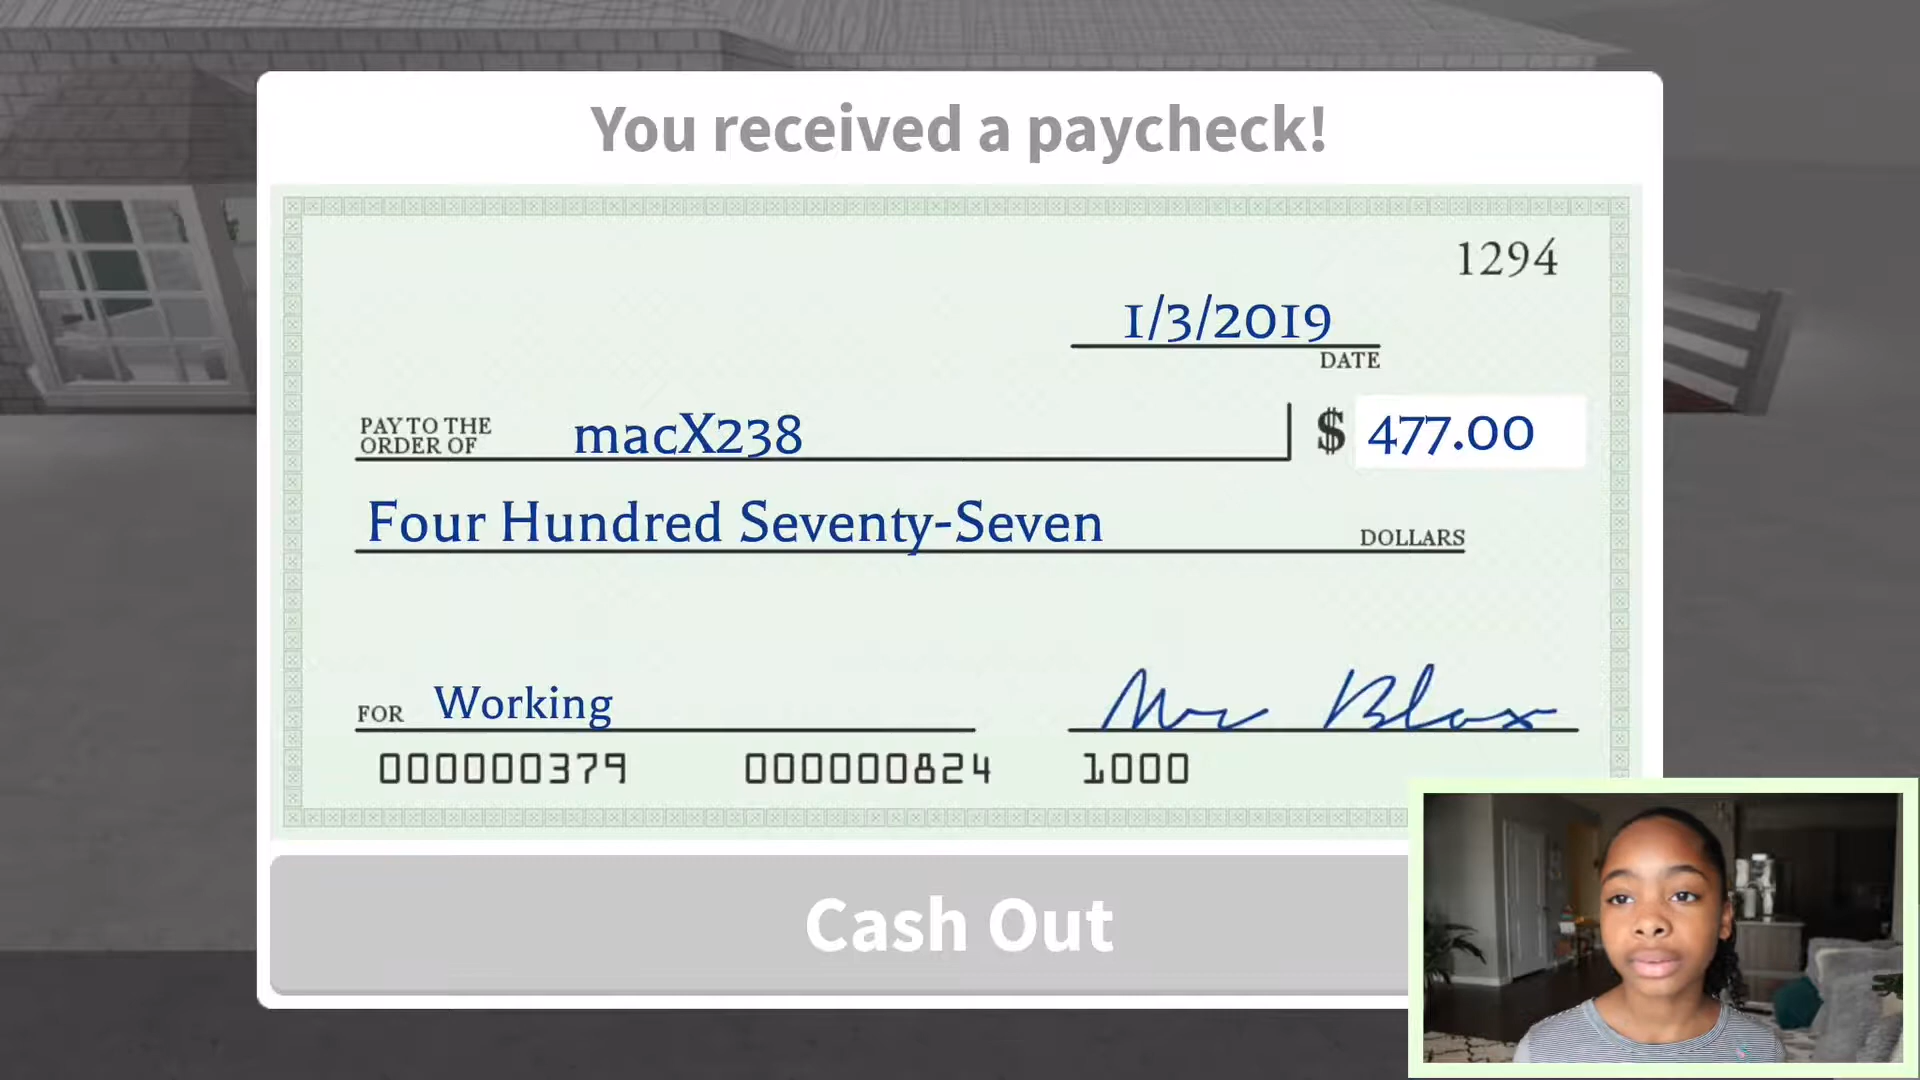 You received a paycheck!
1294
1/3/2019
DATE
PAY TO THE
ORDER OF
macX238
$ 477.00
Four Hundred Seventy-Seven
DOLLARS
FOR Working
Mr Blox
000000379 000000824 1000
Cash Out